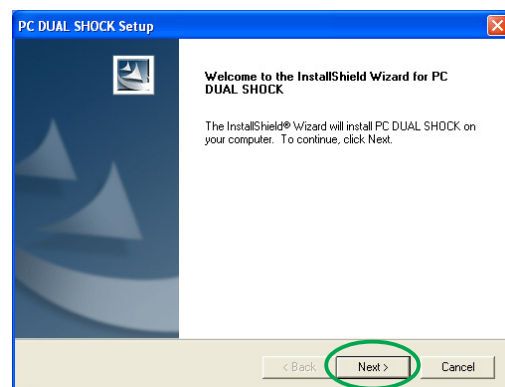 PC DUAL SHOCK Setup
Welcome to the InstallShield Wizard for PC
DUAL SHOCK
The InstallShield® Wizard will install PC DUAL SHOCK on
your computer. To continue, click Next.
< Back
Next >
Cancel